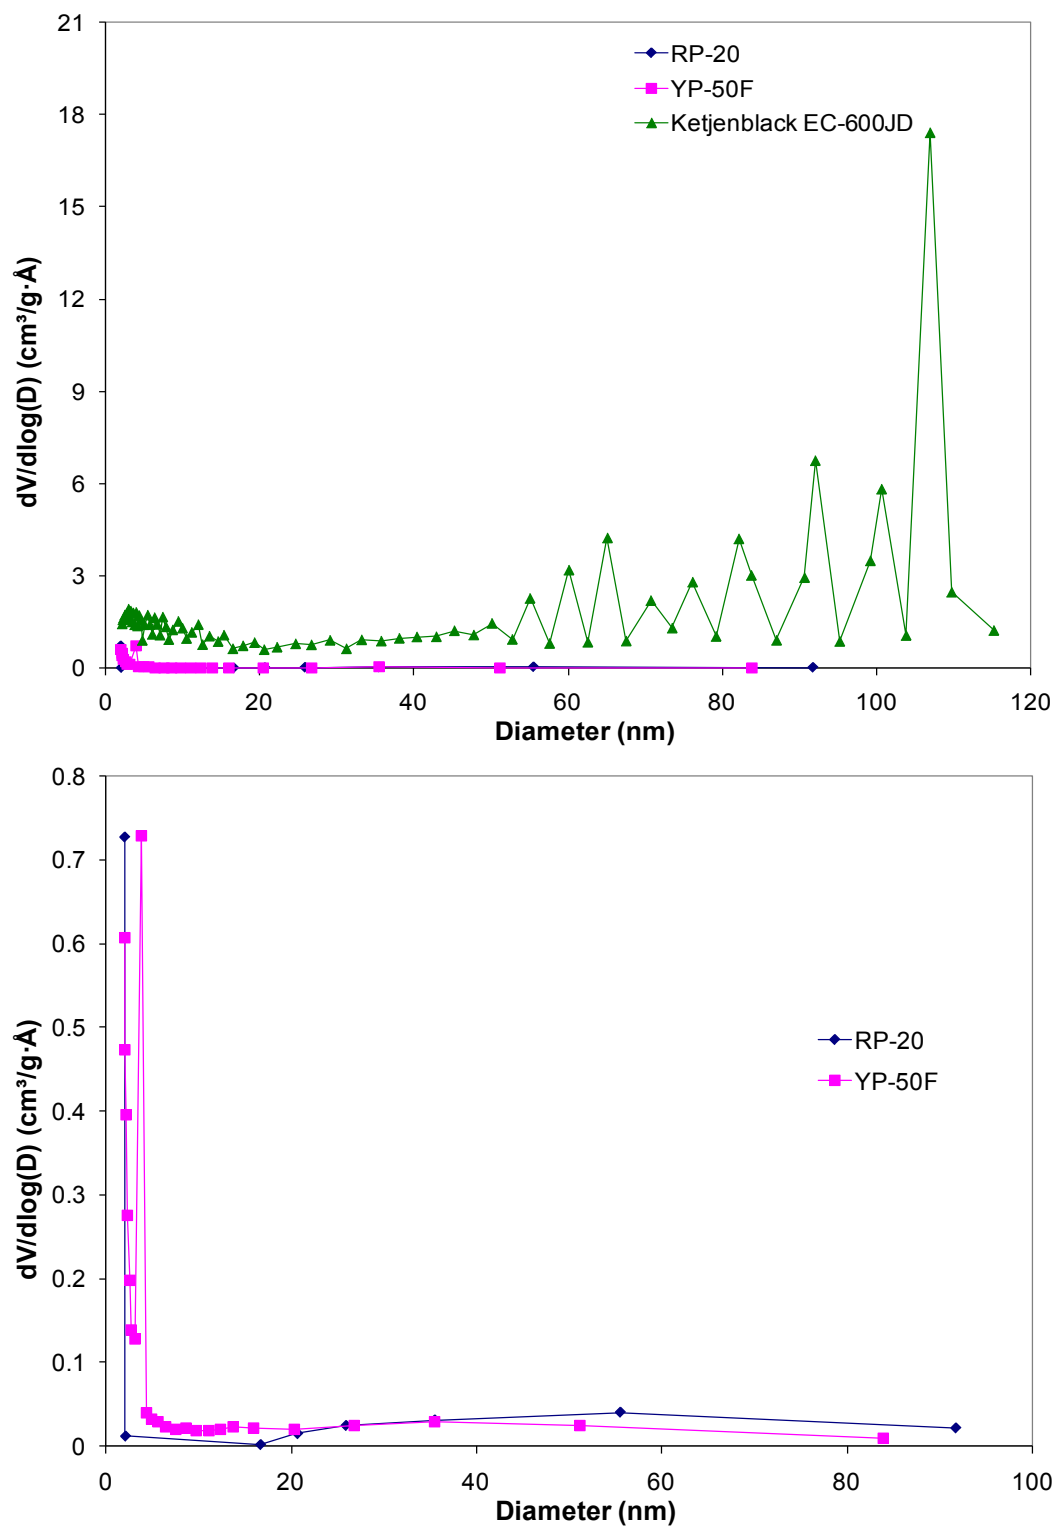 21
18
15
12
9
6
3
0
dV/dlog(D) (cm³/g·Å)
RP-20
YP-50F
Ketjenblack EC-600JD
0 20 40 60 80 100 120
Diameter (nm)
0.8
0.7
0.6
0.5
0.4
0.3
0.2
0.1
0
dV/dlog(D) (cm³/g·Å)
RP-20
YP-50F
0 20 40 60 80 100
Diameter (nm)